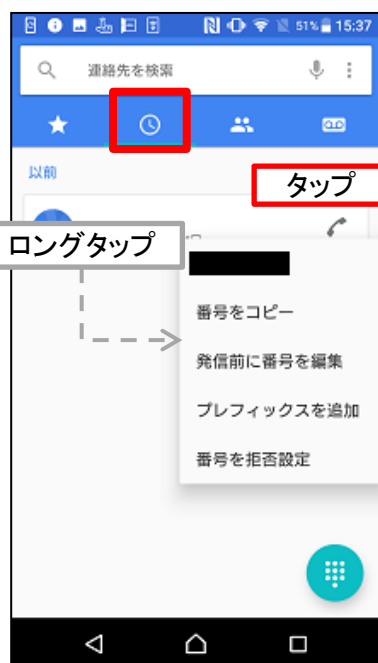 51% 15:37
連絡先を検索
以前
タップ
ロングタップ
番号をコピー
発信前に番号を編集
プレフィックスを追加
番号を拒否設定